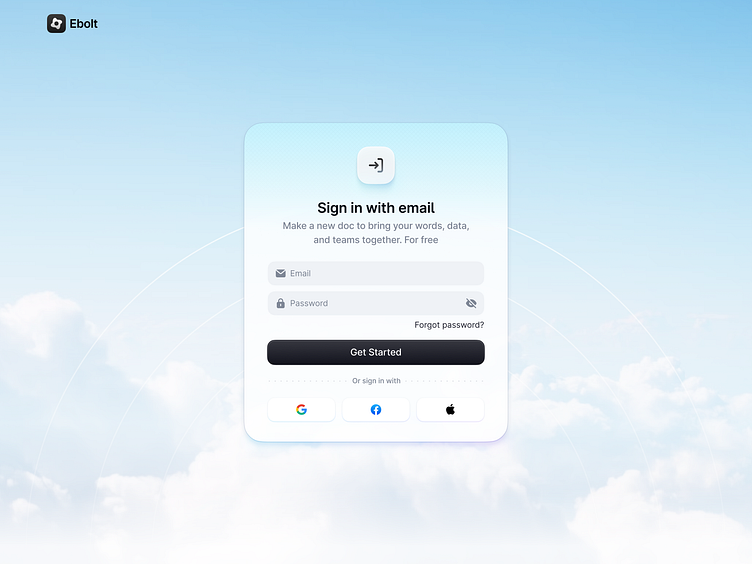 Ebolt
Sign in with email
Make a new doc to bring your words, data,
and teams together. For free
Email
Password
Forgot password?
Get Started
Or sign in with